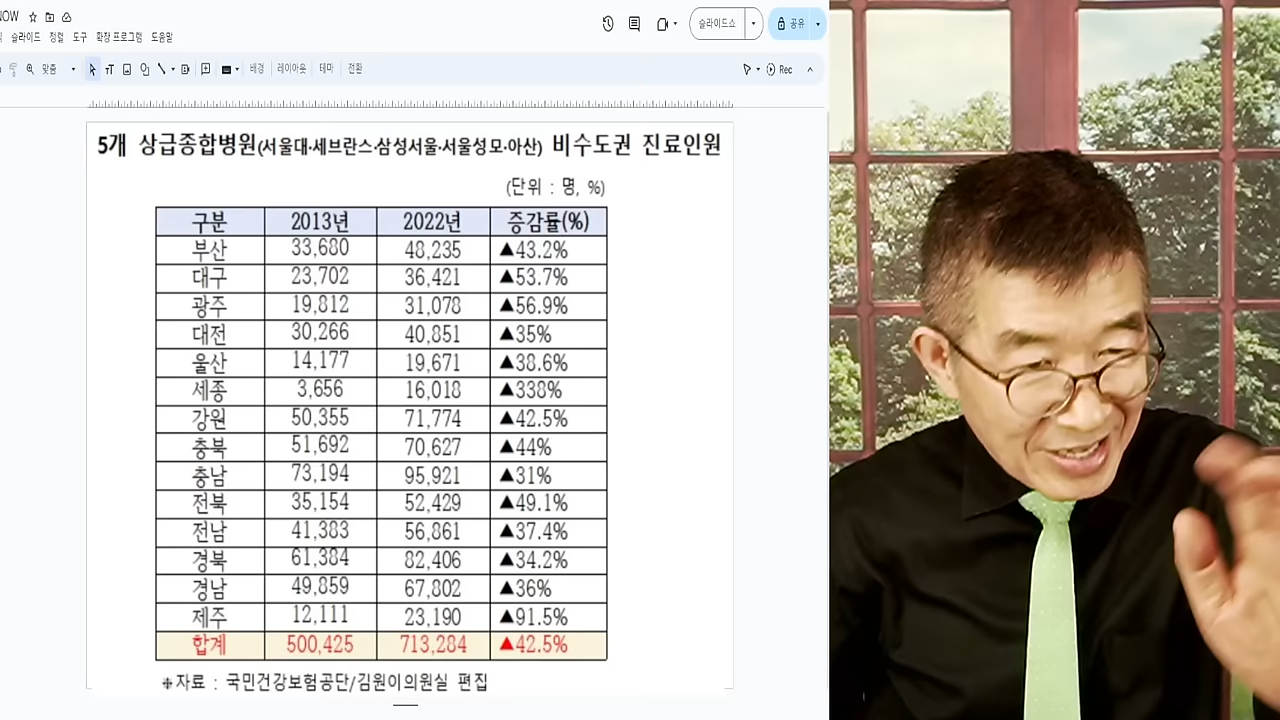 NOW
슬라이드 정렬 도구 확장 프로그램 도움말
슬라이드쇼
공유
맞춤
배경 레이아웃 테마 전환
Rec
5개 상급종합병원(서울대·세브란스·삼성서울·서울성모·아산) 비수도권 진료인원
(단위 : 명, %)
구분 2013년 2022년 증감률(%)
부산 33,680 48,235 ▲43.2%
대구 23,702 36,421 ▲53.7%
광주 19,812 31,078 ▲56.9%
대전 30,266 40,851 ▲35%
울산 14,177 19,671 ▲38.6%
세종 3,656 16,018 ▲338%
강원 50,355 71,774 ▲42.5%
충북 51,692 70,627 ▲44%
충남 73,194 95,921 ▲31%
전북 35,154 52,429 ▲49.1%
전남 41,383 56,861 ▲37.4%
경북 61,384 82,406 ▲34.2%
경남 49,859 67,802 ▲36%
제주 12,111 23,190 ▲91.5%
합계 500,425 713,284 ▲42.5%
※자료 : 국민건강보험공단/김원이의원실 편집